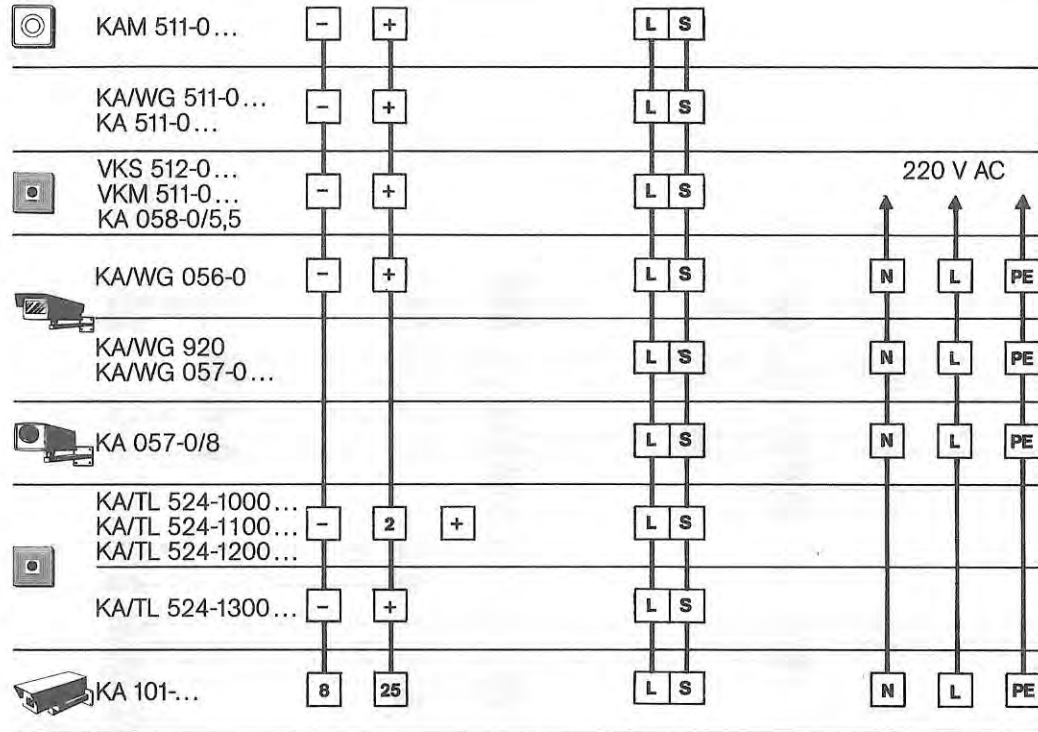 KAM 511-0... - + L S
KA/WG 511-0...
KA 511-0... - + L S
220 V AC
VKS 512-0...
VKM 511-0... - + L S
KA 058-0/5,5
KA/WG 056-0 - + L S N L PE
KA/WG 920
KA/WG 057-0... L S N L PE
KA 057-0/8 L S N L PE
KA/TL 524-1000...
KA/TL 524-1100... - 2 + L S
KA/TL 524-1200...
KA/TL 524-1300... - + L S
KA 101-... 8 25 L S N L PE